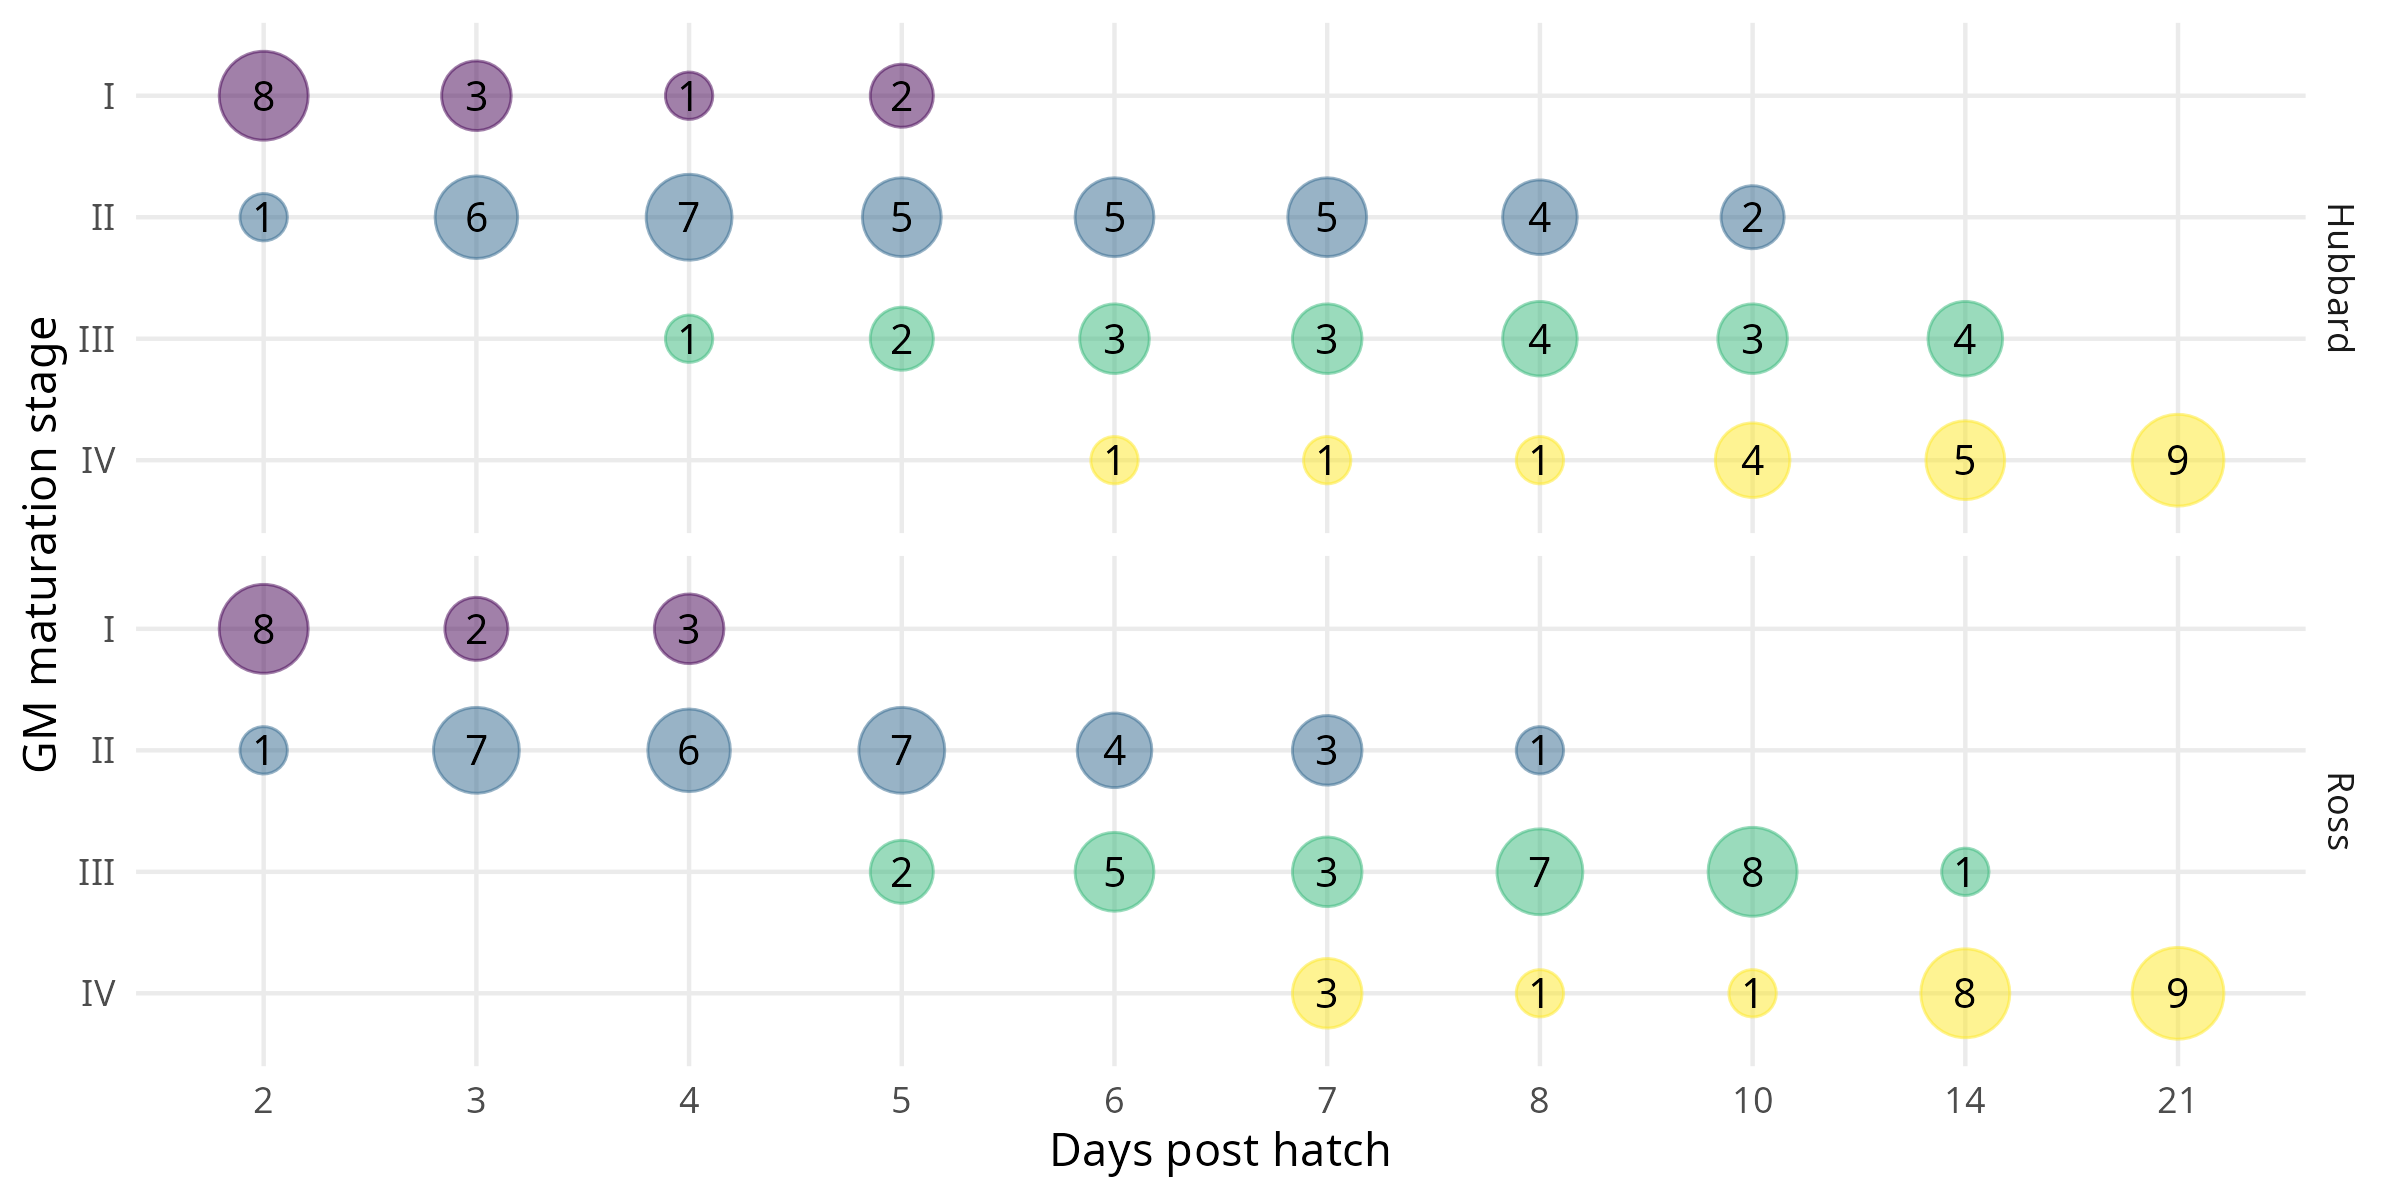 I 8 3 1 2
II 1 6 7 5 5 5 4 2
III 1 2 3 3 4 3 4
IV 1 1 1 4 5 9
Hubbard
GM maturation stage
I 8 2 3
II 1 7 6 7 4 3 1
III 2 5 3 7 8 1
IV 3 1 1 8 9
Ross
2 3 4 5 6 7 8 10 14 21
Days post hatch